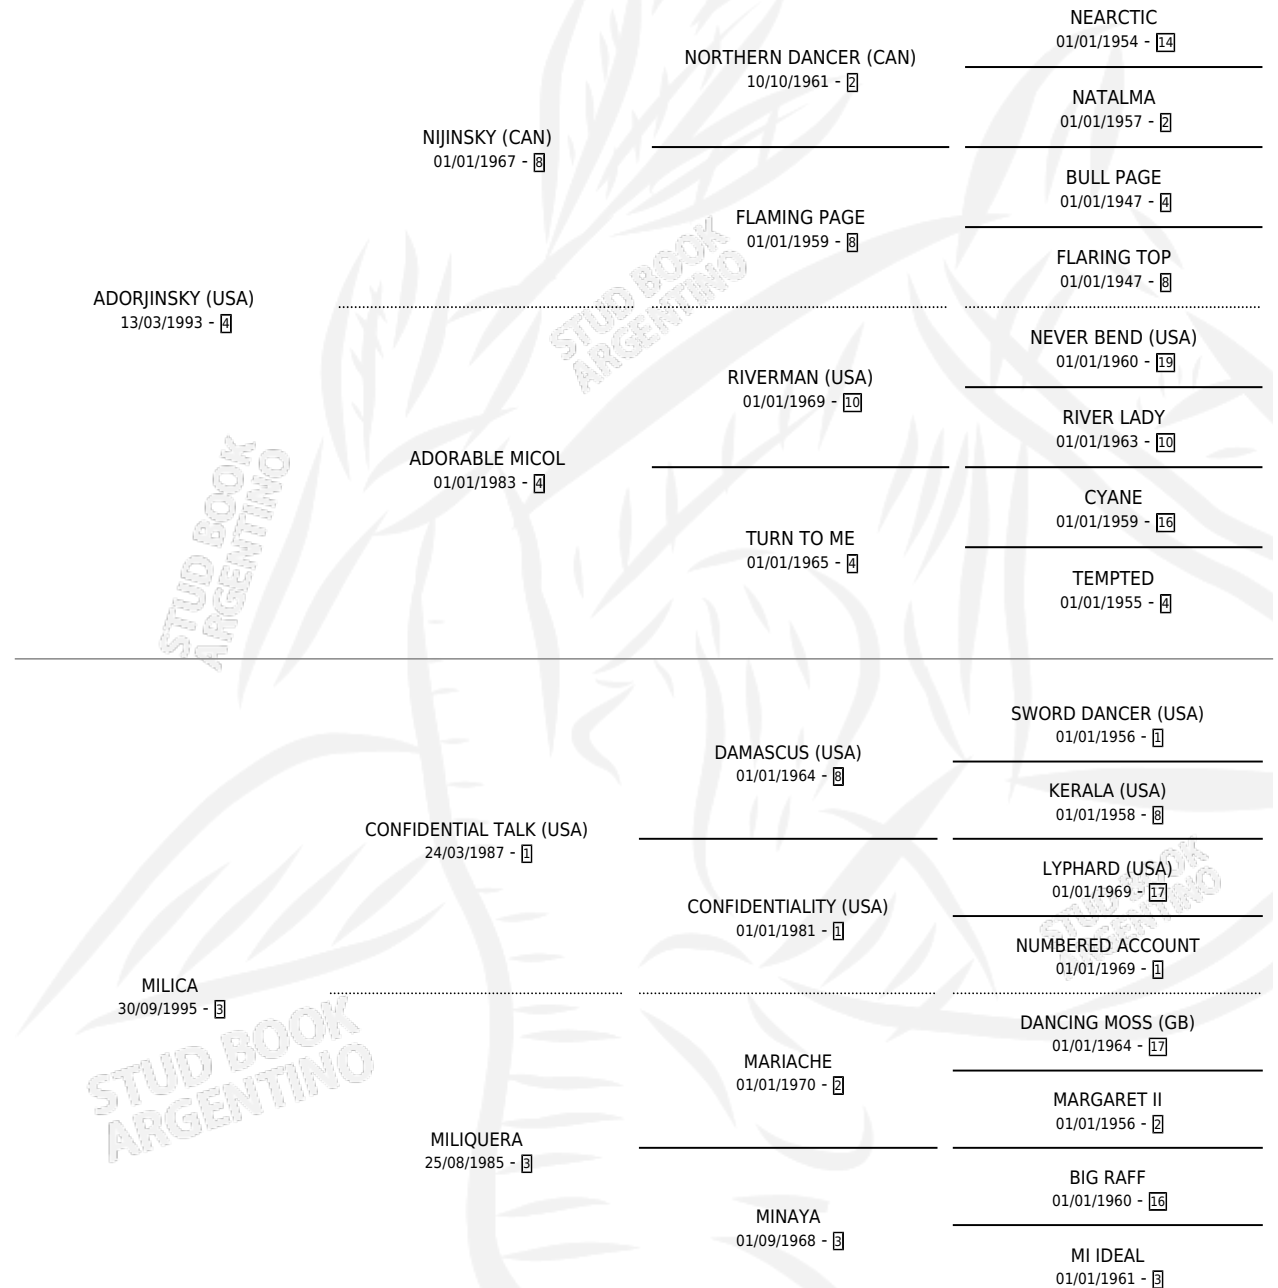 NEARCTIC
01/01/1954 - 14
NORTHERN DANCER (CAN)
10/10/1961 - 2
NATALMA
01/01/1957 - 2
NIJINSKY (CAN)
01/01/1967 - 8
BULL PAGE
01/01/1947 - 4
FLAMING PAGE
01/01/1959 - 8
FLARING TOP
01/01/1947 - 8
ADORJINSKY (USA)
13/03/1993 - 4
NEVER BEND (USA)
01/01/1960 - 19
RIVERMAN (USA)
01/01/1969 - 10
RIVER LADY
01/01/1963 - 10
ADORABLE MICOL
01/01/1983 - 4
CYANE
01/01/1959 - 16
TURN TO ME
01/01/1965 - 4
TEMPTED
01/01/1955 - 4
SWORD DANCER (USA)
01/01/1956 - 1
DAMASCUS (USA)
01/01/1964 - 8
KERALA (USA)
01/01/1958 - 8
CONFIDENTIAL TALK (USA)
24/03/1987 - 1
LYPHARD (USA)
01/01/1969 - 17
CONFIDENTIALITY (USA)
01/01/1981 - 1
NUMBERED ACCOUNT
01/01/1969 - 1
MILICA
30/09/1995 - 3
DANCING MOSS (GB)
01/01/1964 - 17
MARIACHE
01/01/1970 - 2
MARGARET II
01/01/1956 - 2
MILIQUERA
25/08/1985 - 3
BIG RAFF
01/01/1960 - 16
MINAYA
01/09/1968 - 3
MI IDEAL
01/01/1961 - 3
STUD BOOK
ARGENTINO
STUD BOOK
ARGENTINO
STUD BOOK
ARGENTINO
STUD BOOK
ARGENTINO